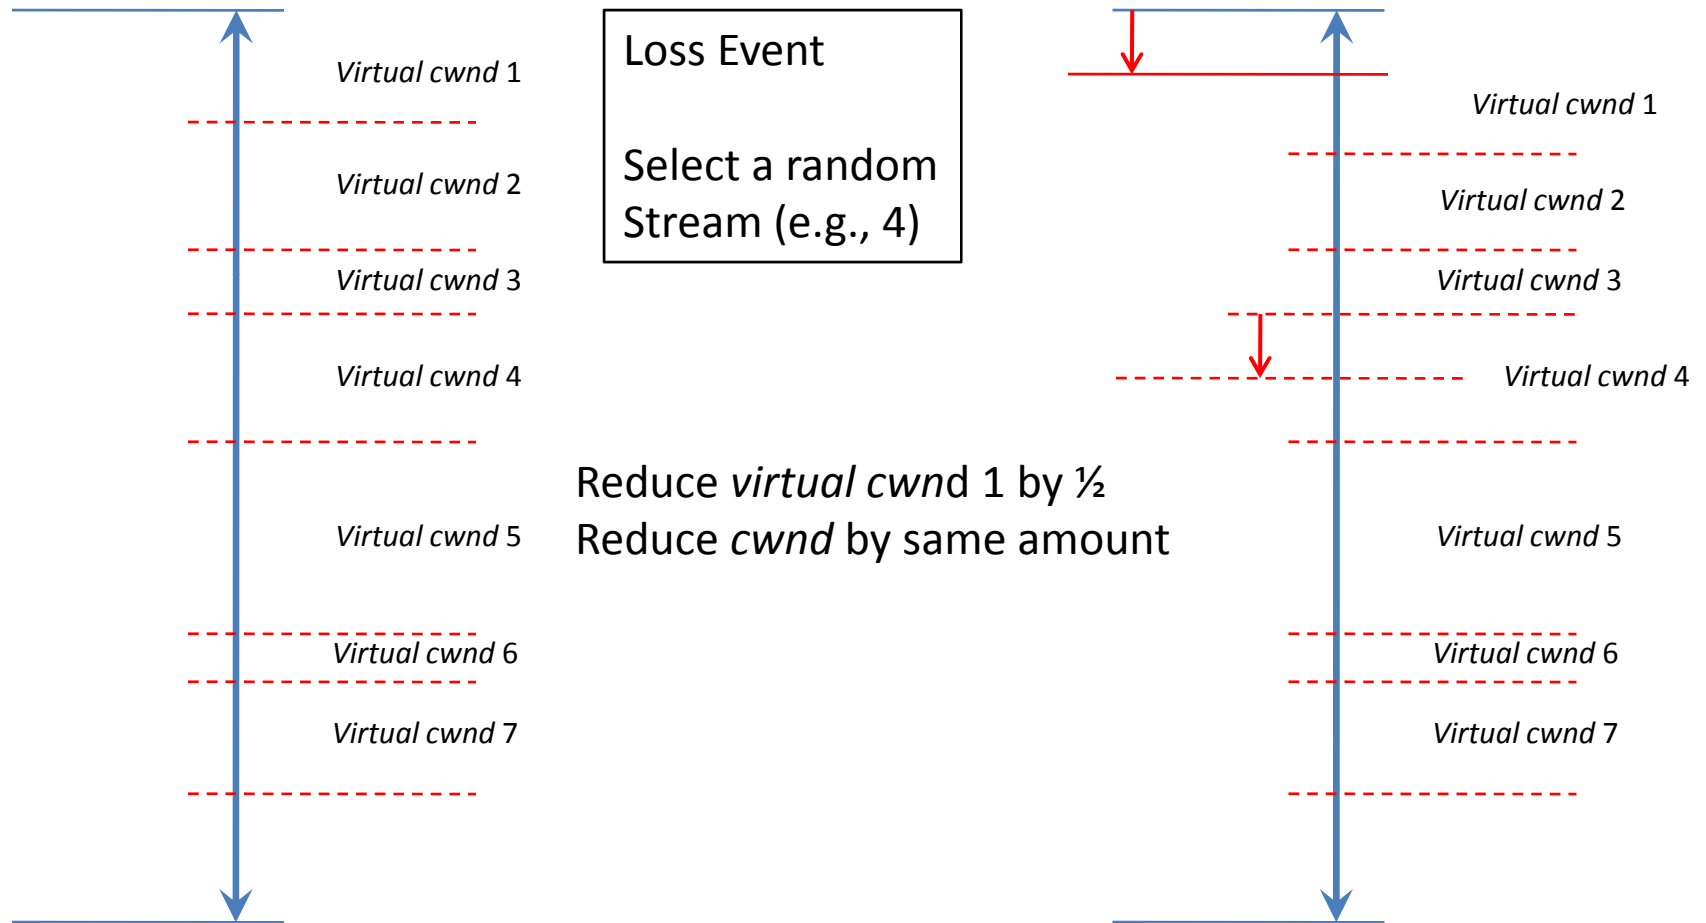 Virtual cwnd 1
Virtual cwnd 2
Virtual cwnd 3
Virtual cwnd 4
Virtual cwnd 5
Virtual cwnd 6
Virtual cwnd 7
Loss Event
Select a random
Stream (e.g., 4)
Reduce virtual cwnd 1 by ½
Reduce cwnd by same amount
Virtual cwnd 1
Virtual cwnd 2
Virtual cwnd 3
Virtual cwnd 4
Virtual cwnd 5
Virtual cwnd 6
Virtual cwnd 7